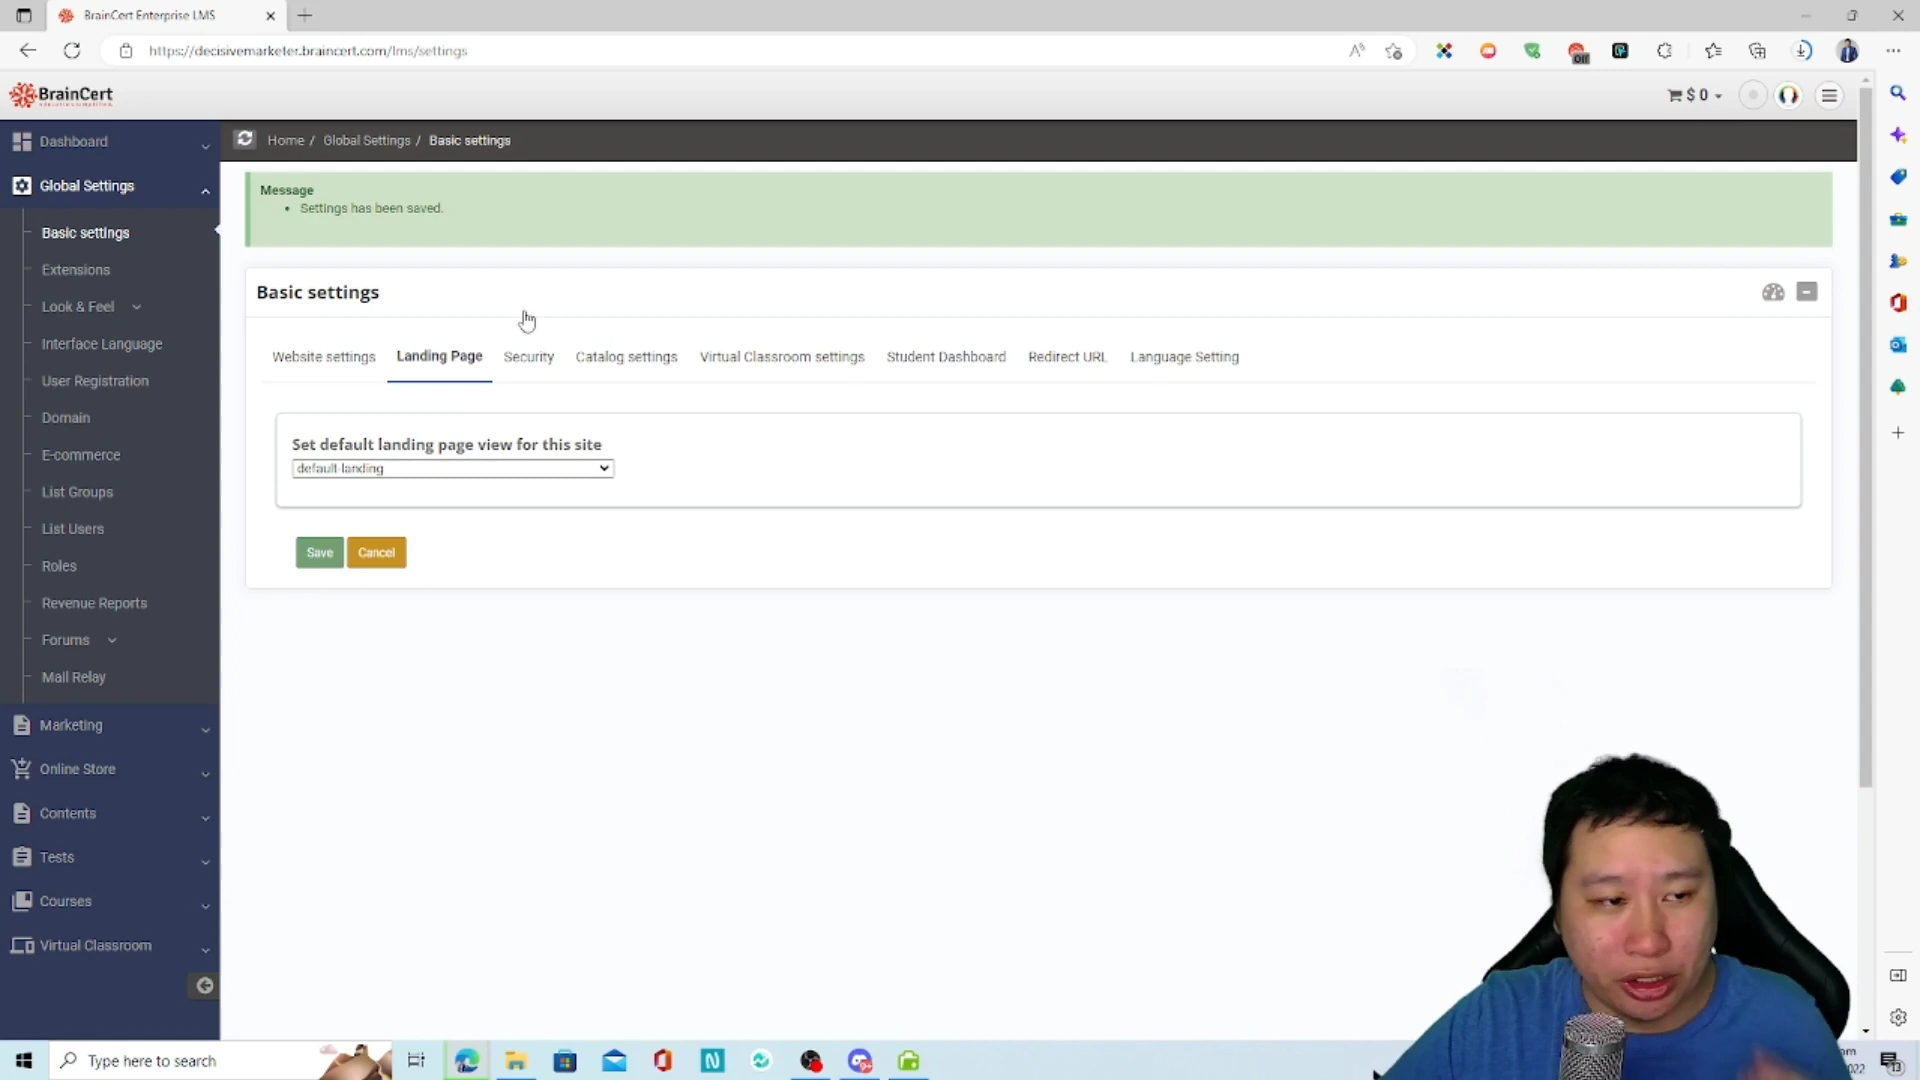 BrainCert Enterprise LMS
https://decisivemarketer.braincert.com/lms/settings
off
BrainCert
$ 0
Dashboard
Home / Global Settings / Basic settings
Global Settings
Message
Settings has been saved.
Basic settings
Extensions
Look & Feel
Interface Language
User Registration
Domain
E-commerce
List Groups
List Users
Roles
Revenue Reports
Forums
Mail Relay
Marketing
Online Store
Contents
Tests
Courses
Virtual Classroom
Basic settings
Website settings Landing Page Security Catalog settings Virtual Classroom settings Student Dashboard Redirect URL Language Setting
Set default landing page view for this site
default-landing
Save Cancel
Type here to search
13